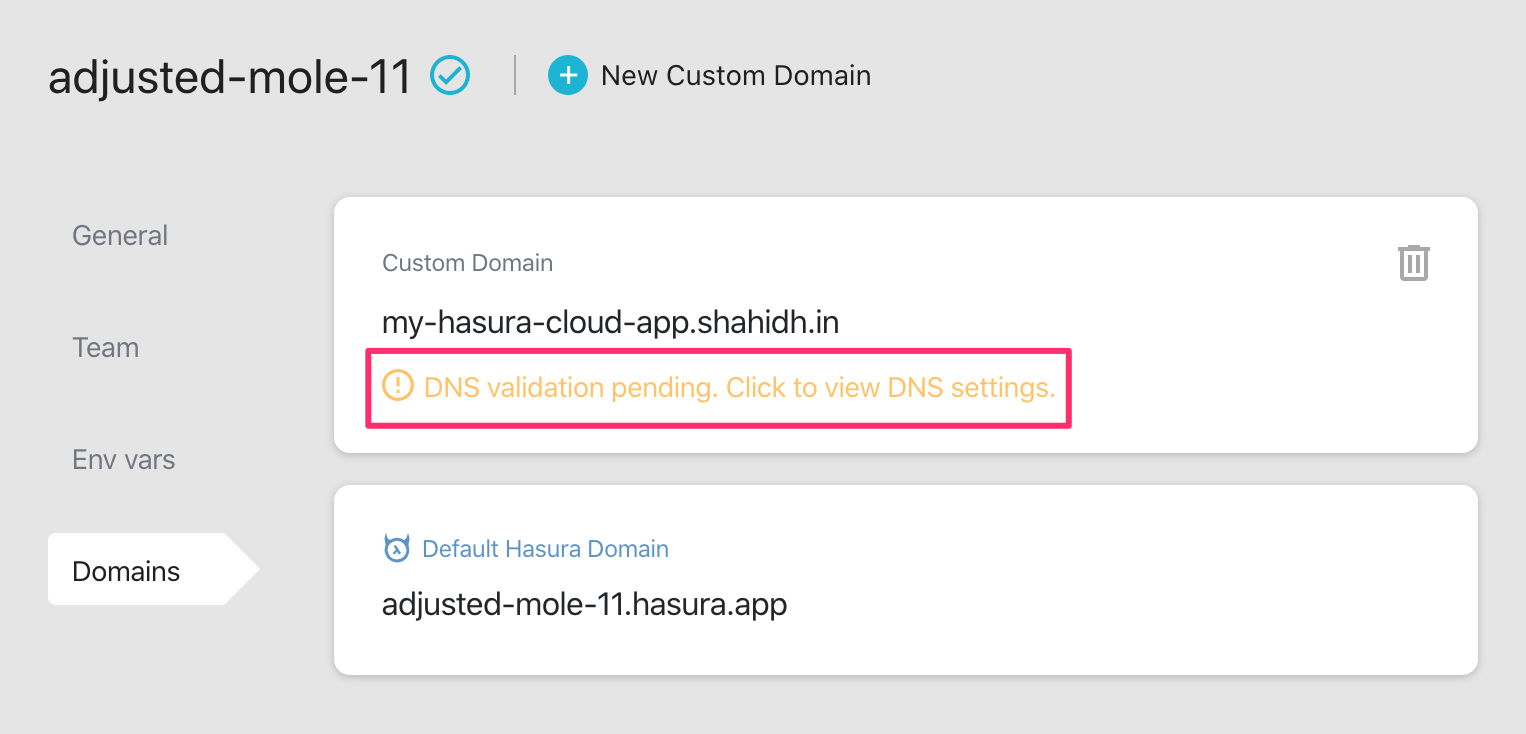 adjusted-mole-11
New Custom Domain
General
Team
Env vars
Domains
Custom Domain
my-hasura-cloud-app.shahidh.in
DNS validation pending. Click to view DNS settings.
Default Hasura Domain
adjusted-mole-11.hasura.app